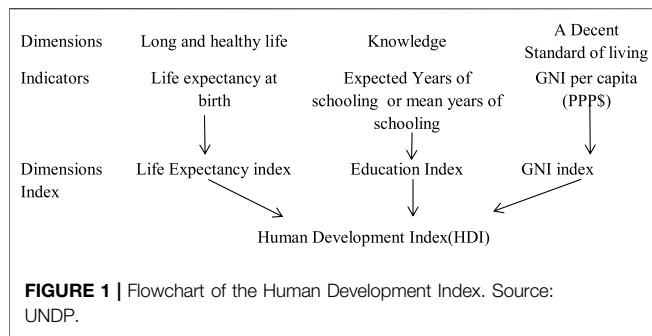 Dimensions Long and healthy life Knowledge A Decent
Standard of living
Indicators Life expectancy at Expected Years of GNI per capita
birth schooling or mean years of (PPP$)
schooling
Dimensions Life Expectancy index Education Index GNI index
Index
Human Development Index(HDI)
FIGURE 1 | Flowchart of the Human Development Index. Source:
UNDP.